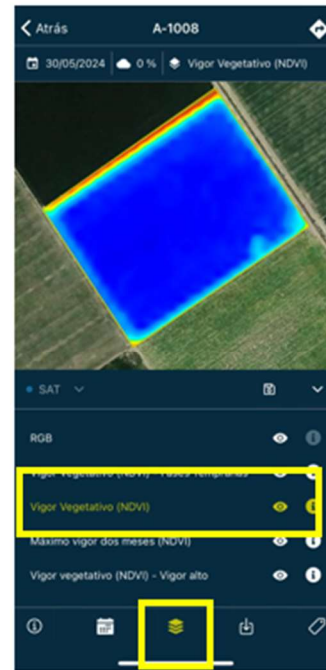 Atrás A-1008
30/05/2024 0 % Vigor Vegetativo (NDVI)
SAT
RGB
Vigor Vegetativo (NDVI) - Fases Tempranas
Vigor Vegetativo (NDVI)
Máximo vigor dos meses (NDVI)
Vigor vegetativo (NDVI) - Vigor alto